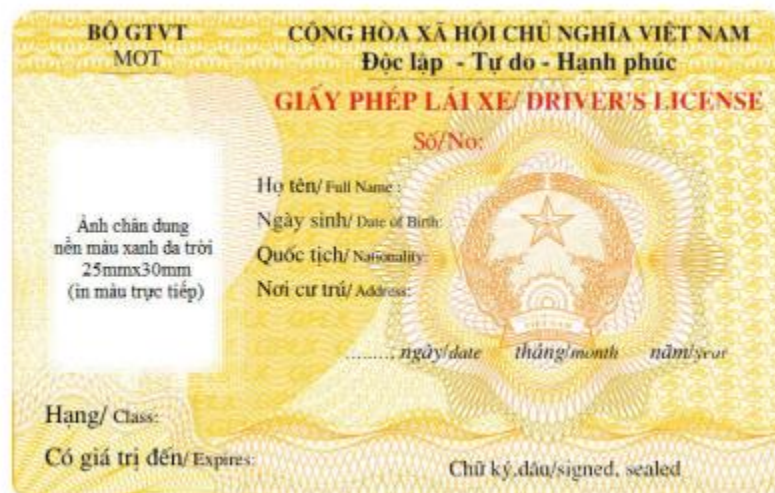 BỘ GTVT
MOT
CỘNG HÒA XÃ HỘI CHỦ NGHĨA VIỆT NAM
Độc lập - Tự do - Hạnh phúc
GIẤY PHÉP LÁI XE/ DRIVER'S LICENSE
Số/No:
Họ tên/ Full Name :
Ngày sinh/ Date of Birth:
Quốc tịch/ Nationality:
Nơi cư trú/ Address:
Ảnh chân dung
nền màu xanh da trời
25mmx30mm
(in màu trực tiếp)
VIET NAM
........, ngày/date tháng/month năm/year
Hạng/ Class:
Có giá trị đến/ Expires:
Chữ ký,dấu/signed, sealed